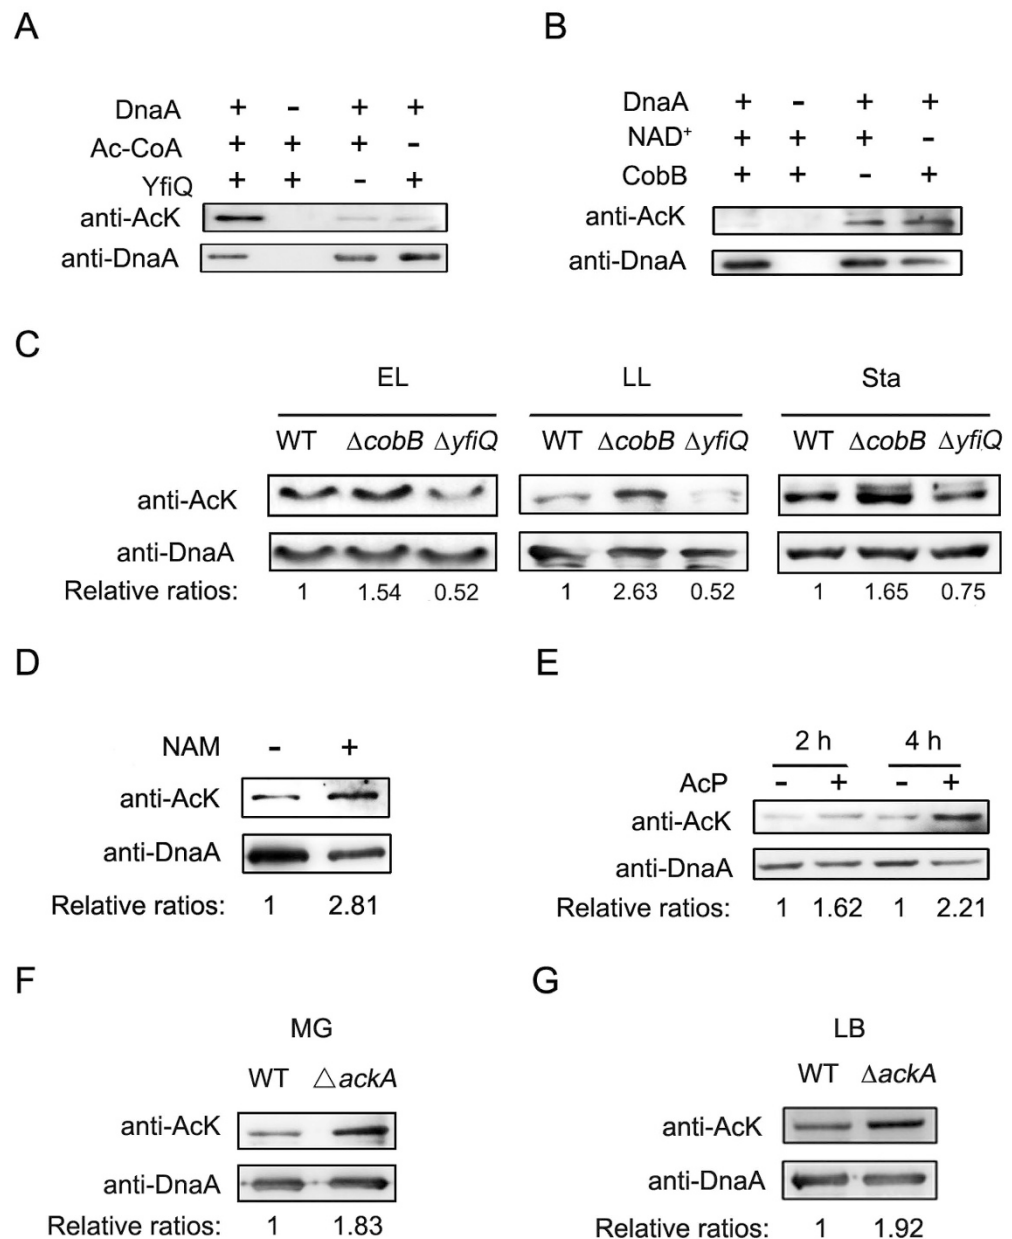 A
DnaA + - + +
Ac-CoA + + + -
YfiQ + + - +
anti-AcK
anti-DnaA
B
DnaA + - + +
NAD⁺ + + + -
CobB + + - +
anti-AcK
anti-DnaA
C
EL LL Sta
WT ΔcobB ΔyfiQ WT ΔcobB ΔyfiQ WT ΔcobB ΔyfiQ
anti-AcK
anti-DnaA
Relative ratios: 1 1.54 0.52 1 2.63 0.52 1 1.65 0.75
D
NAM - +
anti-AcK
anti-DnaA
Relative ratios: 1 2.81
E
2 h 4 h
AcP - + - +
anti-AcK
anti-DnaA
Relative ratios: 1 1.62 1 2.21
F
MG
WT △ackA
anti-AcK
anti-DnaA
Relative ratios: 1 1.83
G
LB
WT ΔackA
anti-AcK
anti-DnaA
Relative ratios: 1 1.92